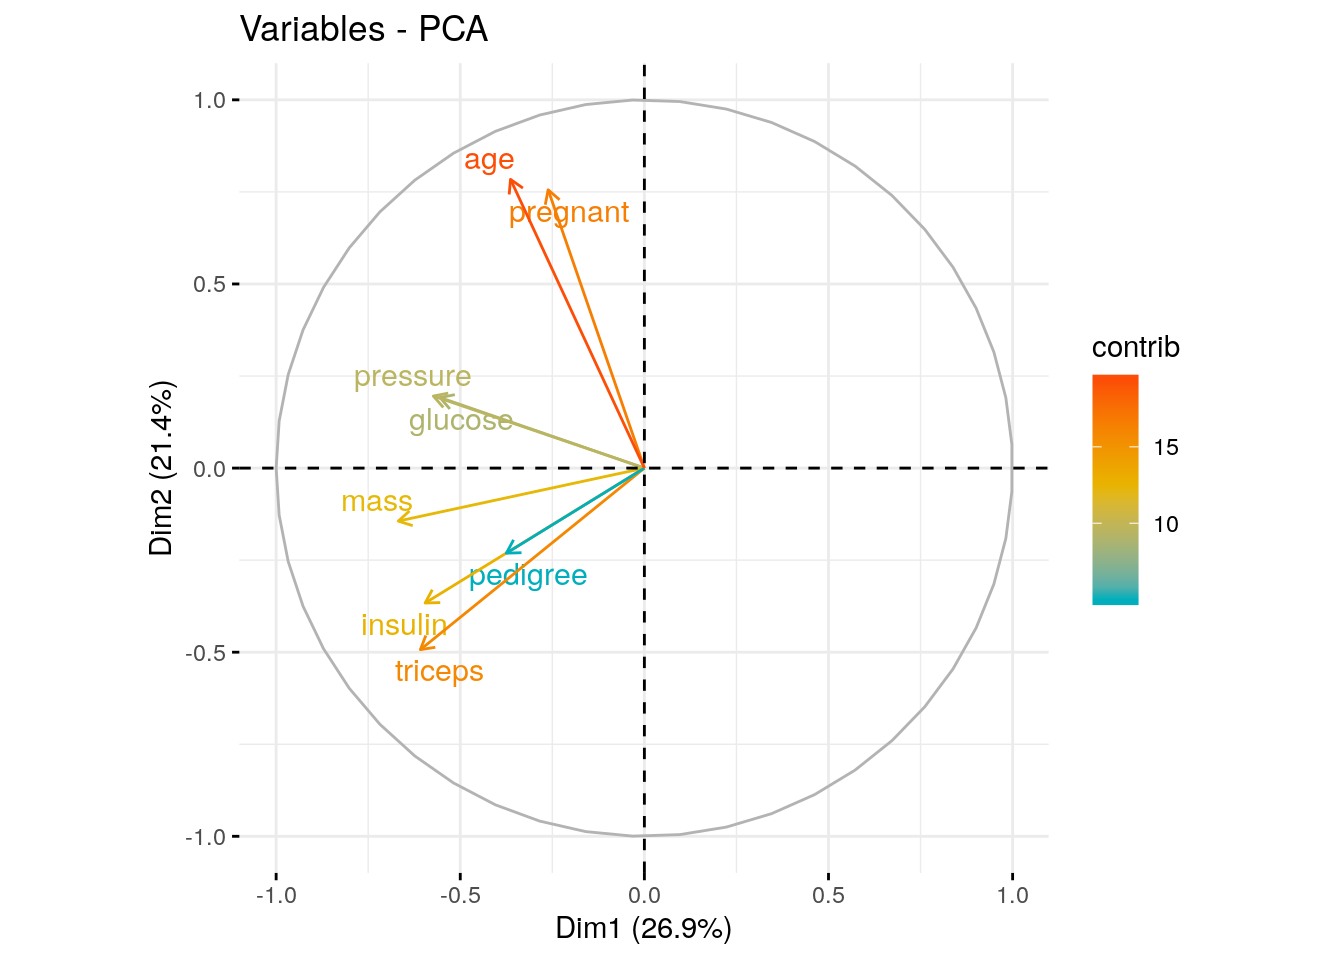 Variables - PCA
1.0
0.5
0.0
-0.5
-1.0
Dim2 (21.4%)
age
pregnant
pressure
glucose
mass
pedigree
insulin
triceps
-1.0
-0.5
0.0
0.5
1.0
Dim1 (26.9%)
contrib
15
10